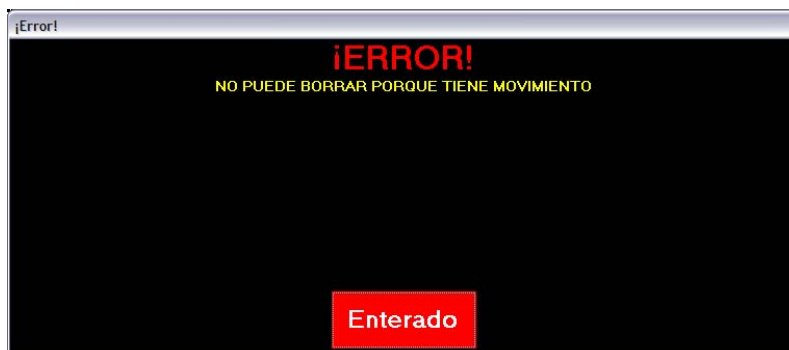 ¡Error!
¡ERROR!
NO PUEDE BORRAR PORQUE TIENE MOVIMIENTO
Enterado